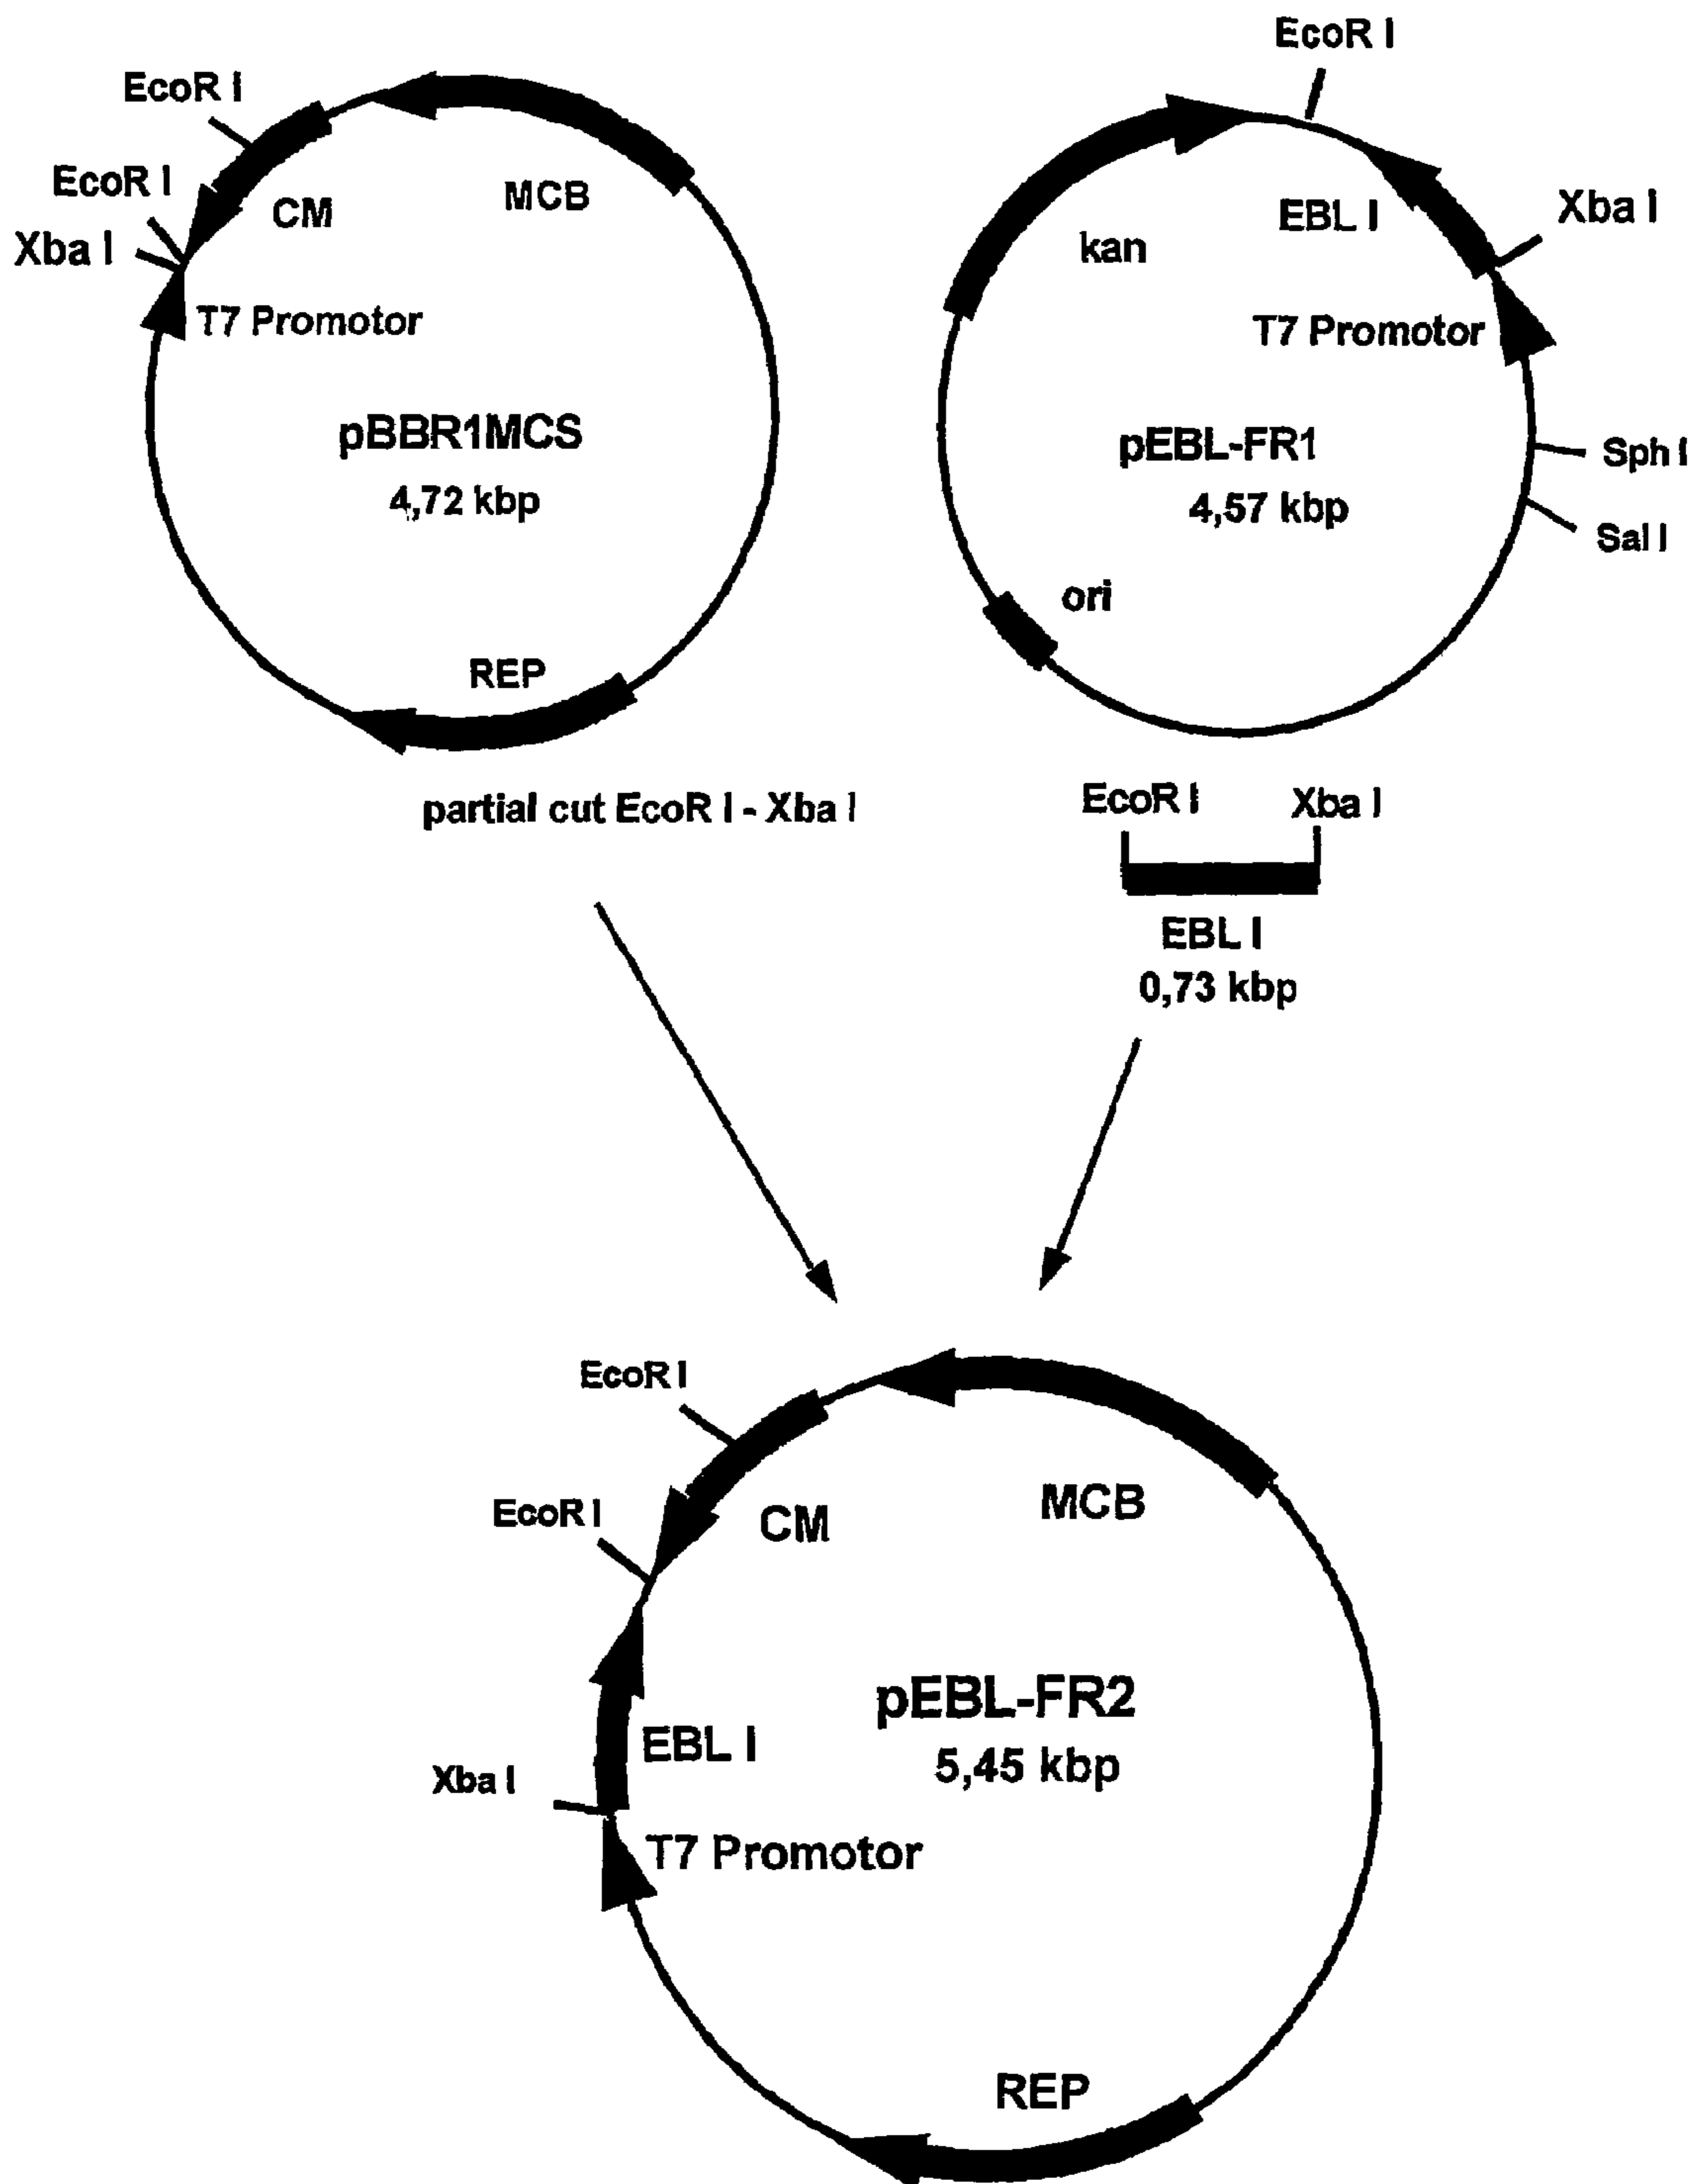 EcoR I
EcoR I
Xba I
CM
MCB
T7 Promotor
pBBR1MCS
4,72 kbp
REP
EcoR I
Xba I
EBL I
kan
T7 Promotor
pEBL-FR1
4,57 kbp
Sph I
Sal I
ori
partial cut EcoR I - Xba I
EcoR I
Xba I
EBL I
0,73 kbp
EcoR I
EcoR I
CM
MCB
pEBL-FR2
5,45 kbp
EBL I
Xba I
T7 Promotor
REP